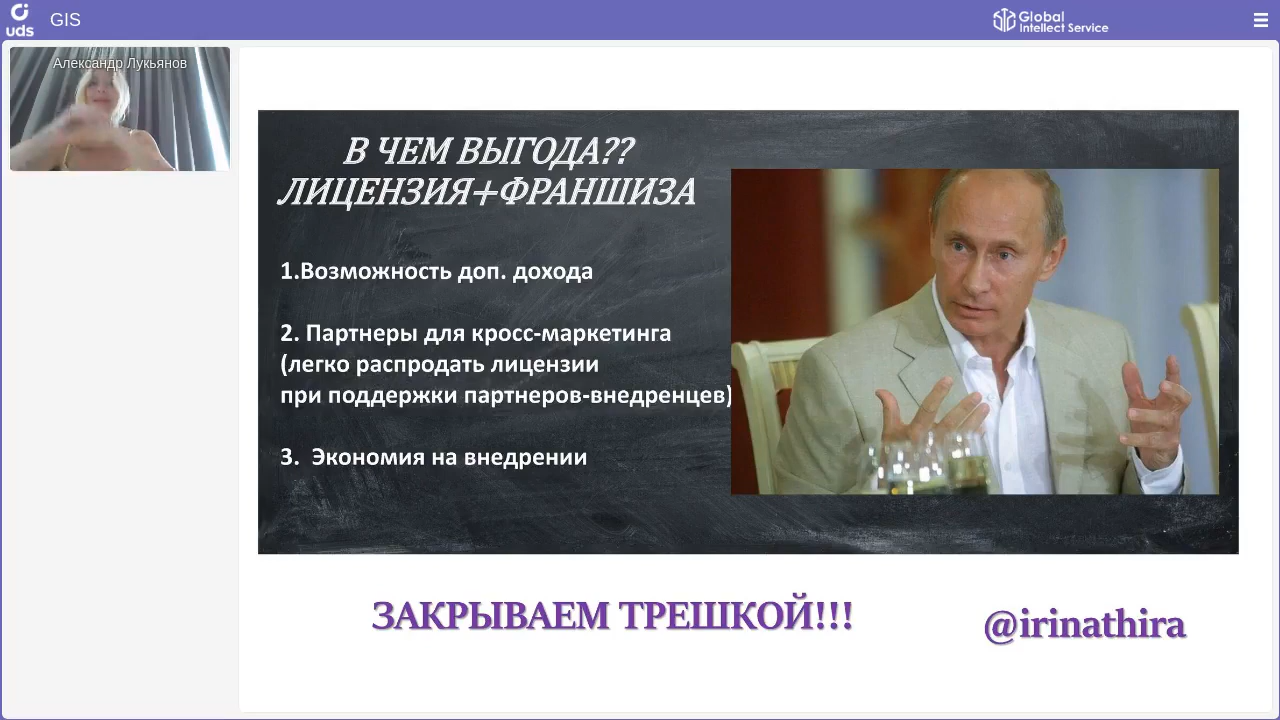 uds
GIS
Global
Intellect Service
Александр Лукьянов
В ЧЕМ ВЫГОДА??
ЛИЦЕНЗИЯ+ФРАНШИЗА
1.Возможность доп. дохода
2. Партнеры для кросс-маркетинга
(легко распродать лицензии
при поддержки партнеров-внедренцев)
3. Экономия на внедрении
ЗАКРЫВАЕМ ТРЕШКОЙ!!!
@irinathira